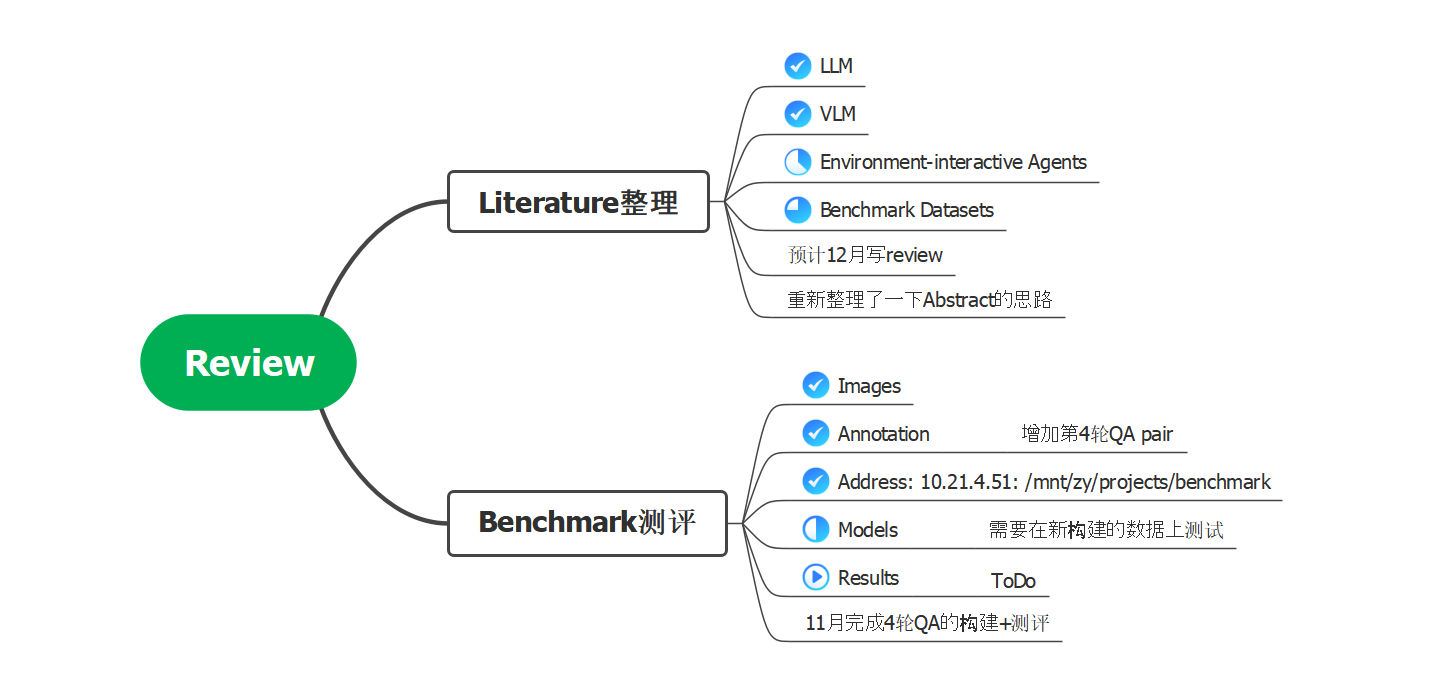 Review
Literature整理
LLM
VLM
Environment-interactive Agents
Benchmark Datasets
预计12月写review
重新整理了一下Abstract的思路
Benchmark测评
Images
Annotation 增加第4轮QA pair
Address: 10.21.4.51: /mnt/zy/projects/benchmark
Models 需要在新构建的数据上测试
Results ToDo
11月完成4轮QA的构建+测评